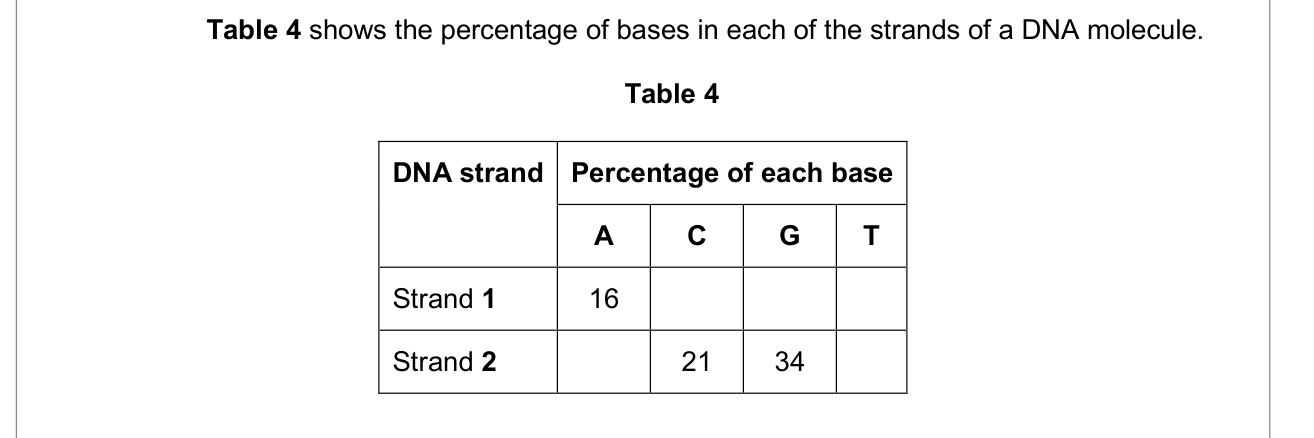 Table 4 shows the percentage of bases in each of the strands of a DNA molecule.
Table 4
DNA strand Percentage of each base
A C G T
Strand 1 16
Strand 2 21 34